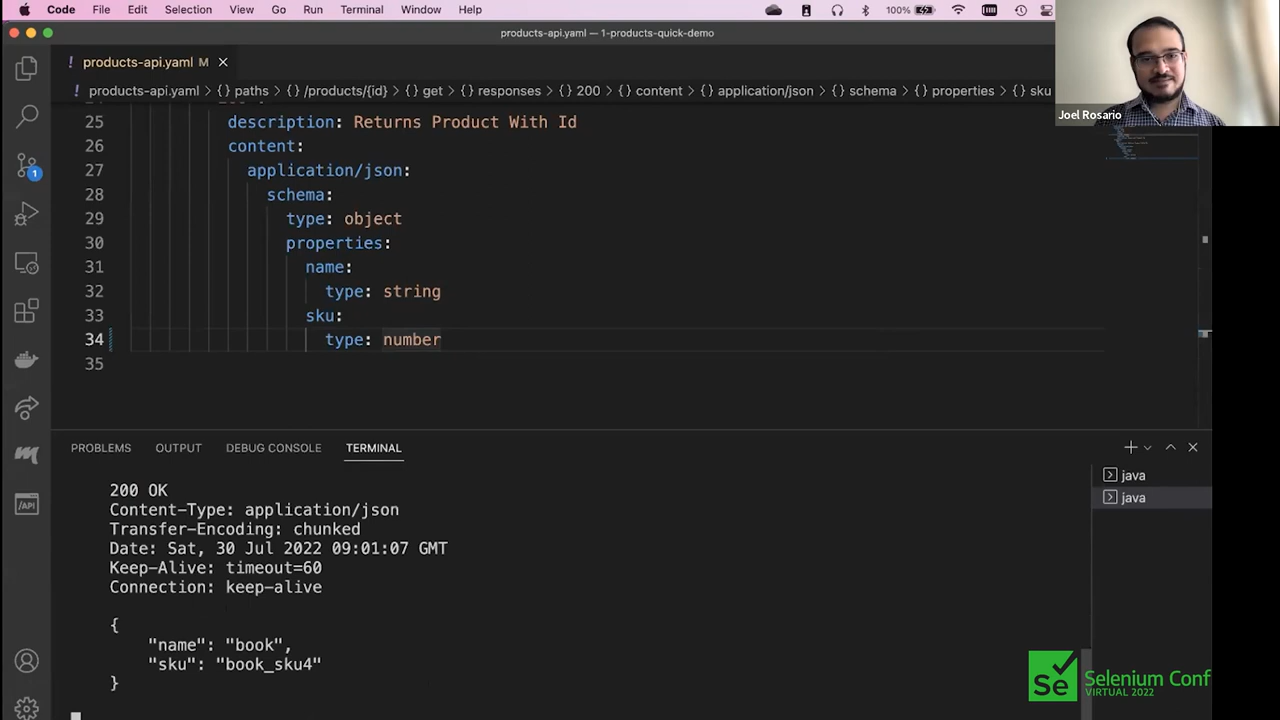 Code File Edit Selection View Go Run Terminal Window Help 100%
products-api.yaml — 1-products-quick-demo
! products-api.yaml M ×
! products-api.yaml > {} paths > {} /products/{id} > {} get > {} responses > {} 200 > {} content > {} application/json > {} schema > {} properties > {} sku
Joel Rosario
25 description: Returns Product With Id
26 content:
27 application/json:
28 schema:
29 type: object
30 properties:
31 name:
32 type: string
33 sku:
34 type: number
35
1
/API
PROBLEMS OUTPUT DEBUG CONSOLE TERMINAL
java
java
200 OK
Content-Type: application/json
Transfer-Encoding: chunked
Date: Sat, 30 Jul 2022 09:01:07 GMT
Keep-Alive: timeout=60
Connection: keep-alive
{
"name": "book",
"sku": "book_sku4"
}
Se Selenium Conf
VIRTUAL 2022